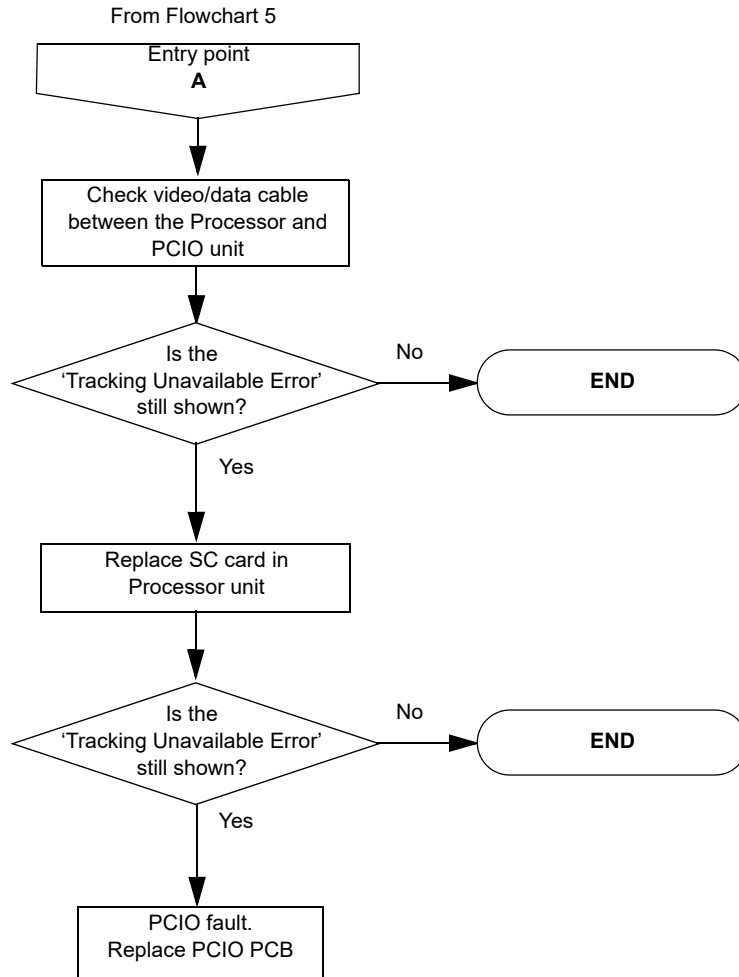 From Flowchart 5
Entry point
A
Check video/data cable
between the Processor and
PCIO unit
Is the
‘Tracking Unavailable Error’
still shown?
No
END
Yes
Replace SC card in
Processor unit
Is the
‘Tracking Unavailable Error’
still shown?
No
END
Yes
PCIO fault.
Replace PCIO PCB